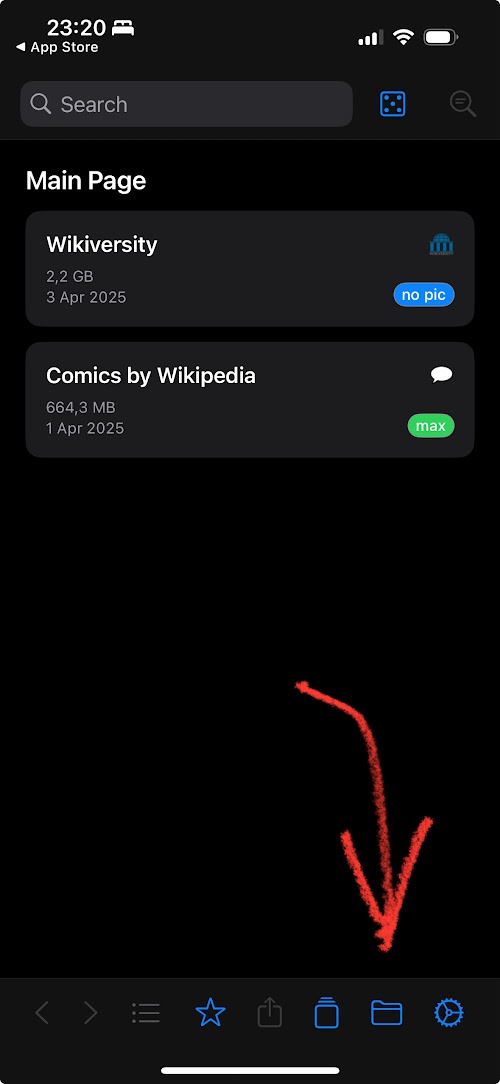 23:20
App Store
Search
Main Page
Wikiversity
2,2 GB
3 Apr 2025
no pic
Comics by Wikipedia
664,3 MB
1 Apr 2025
max